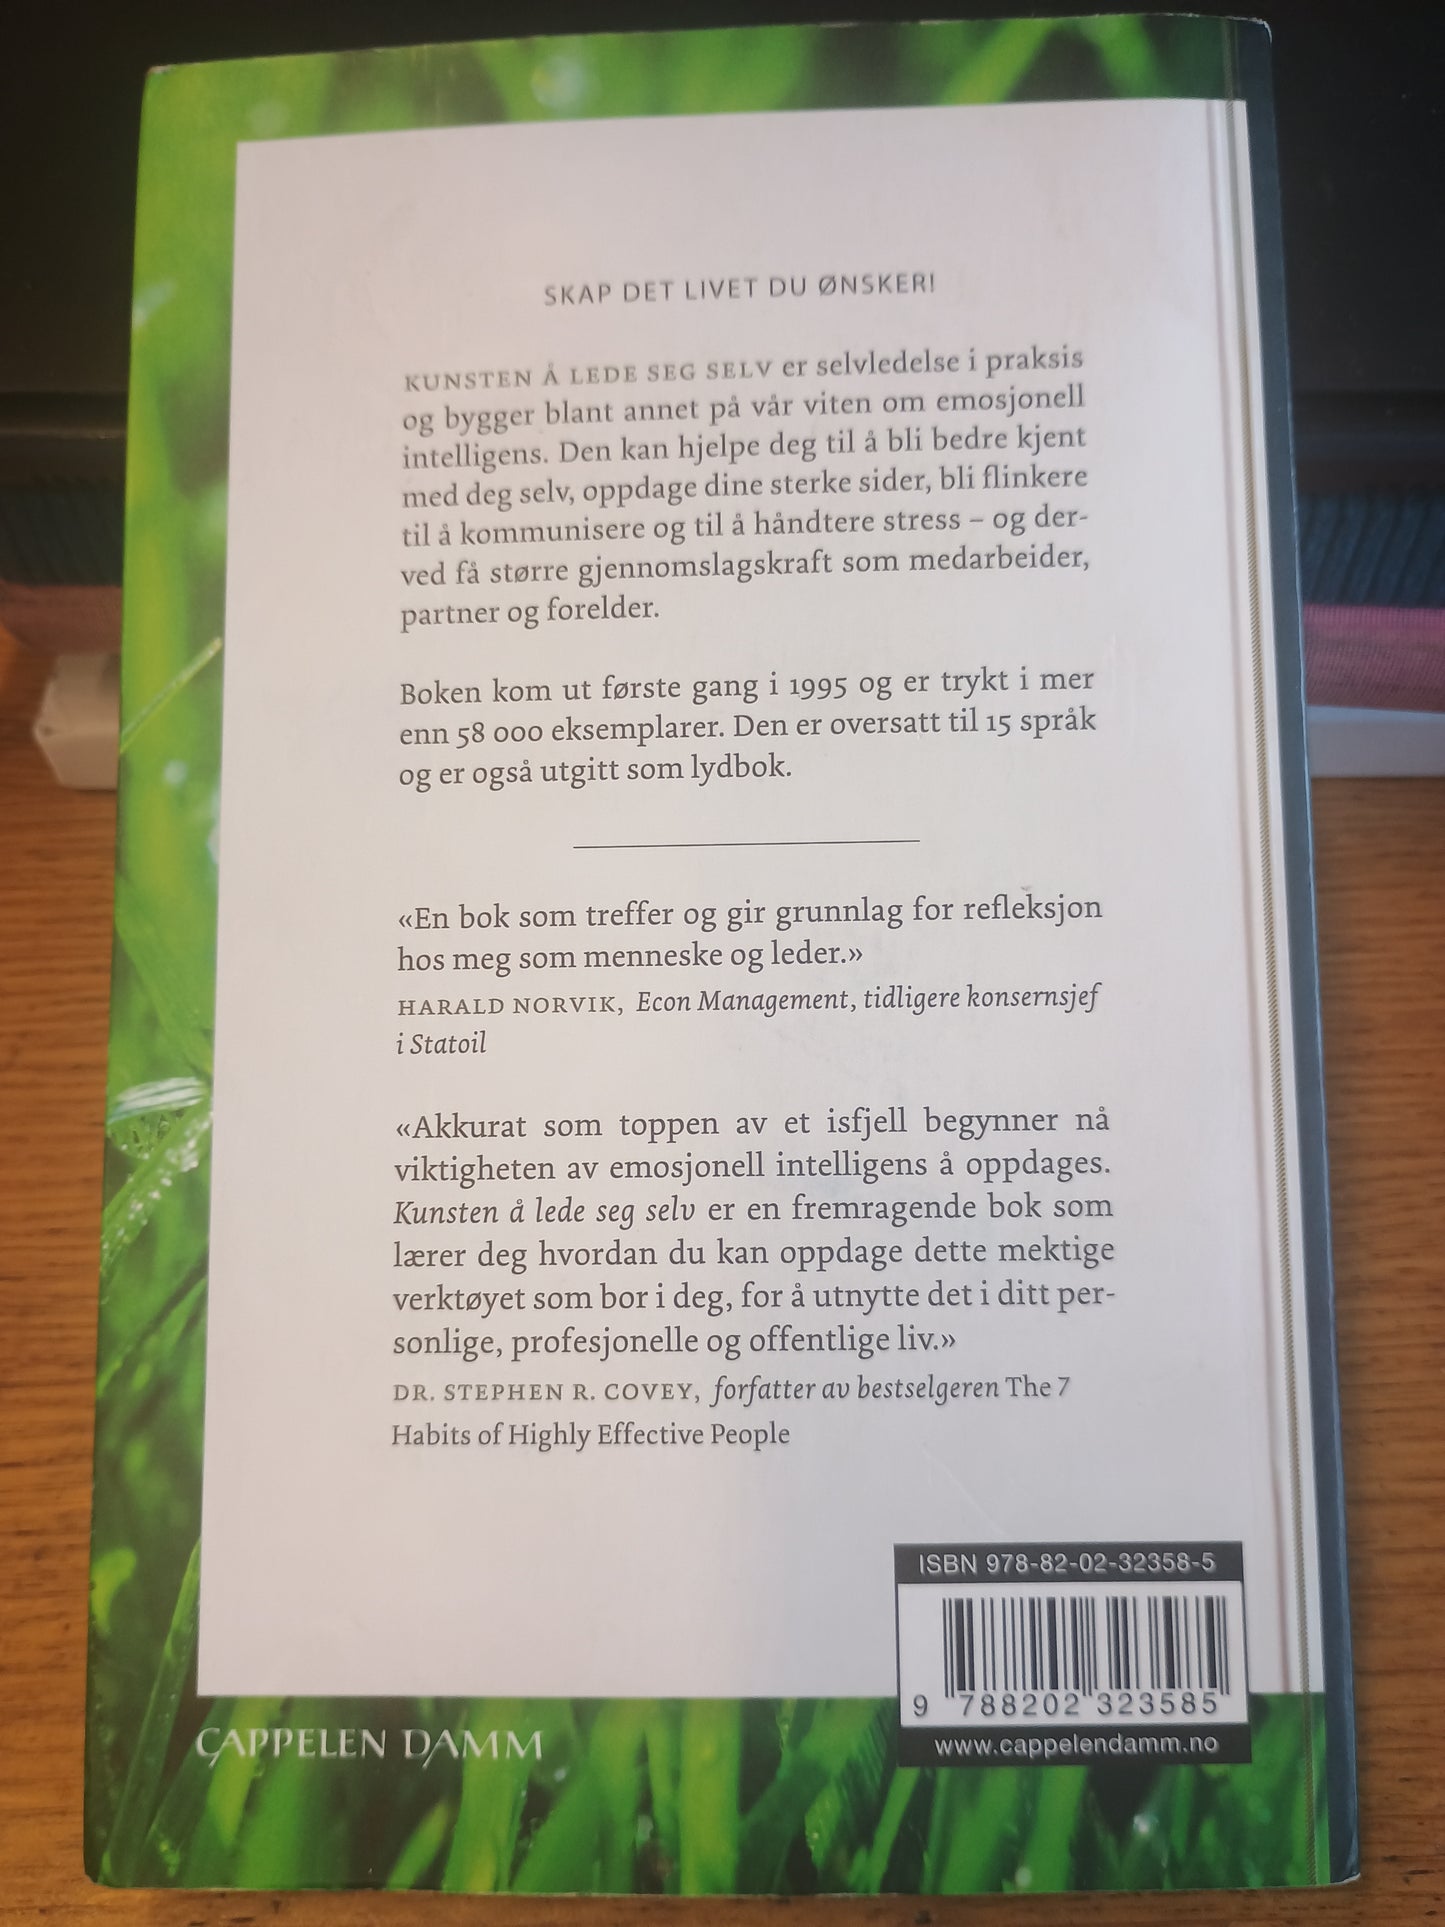 SKAP DET LIVET DU ØNSKER!
KUNSTEN Å LEDE SEG SELV er selvledelse i praksis
og bygger blant annet på vår viten om emosjonell
intelligens. Den kan hjelpe deg til å bli bedre kjent
med deg selv, oppdage dine sterke sider, bli flinkere
til å kommunisere og til å håndtere stress – og der-
ved få større gjennomslagskraft som medarbeider,
partner og forelder.
Boken kom ut første gang i 1995 og er trykt i mer
enn 58 000 eksemplarer. Den er oversatt til 15 språk
og er også utgitt som lydbok.
«En bok som treffer og gir grunnlag for refleksjon
hos meg som menneske og leder.»
HARALD NORVIK, Econ Management, tidligere konsernsjef
i Statoil
«Akkurat som toppen av et isfjell begynner nå
viktigheten av emosjonell intelligens å oppdages.
Kunsten å lede seg selv er en fremragende bok som
lærer deg hvordan du kan oppdage dette mektige
verktøyet som bor i deg, for å utnytte det i ditt per-
sonlige, profesjonelle og offentlige liv.»
DR. STEPHEN R. COVEY, forfatter av bestselgeren The 7
Habits of Highly Effective People
ISBN 978-82-02-32358-5
9 788202 323585
www.cappelendamm.no
CAPPELEN DAMM